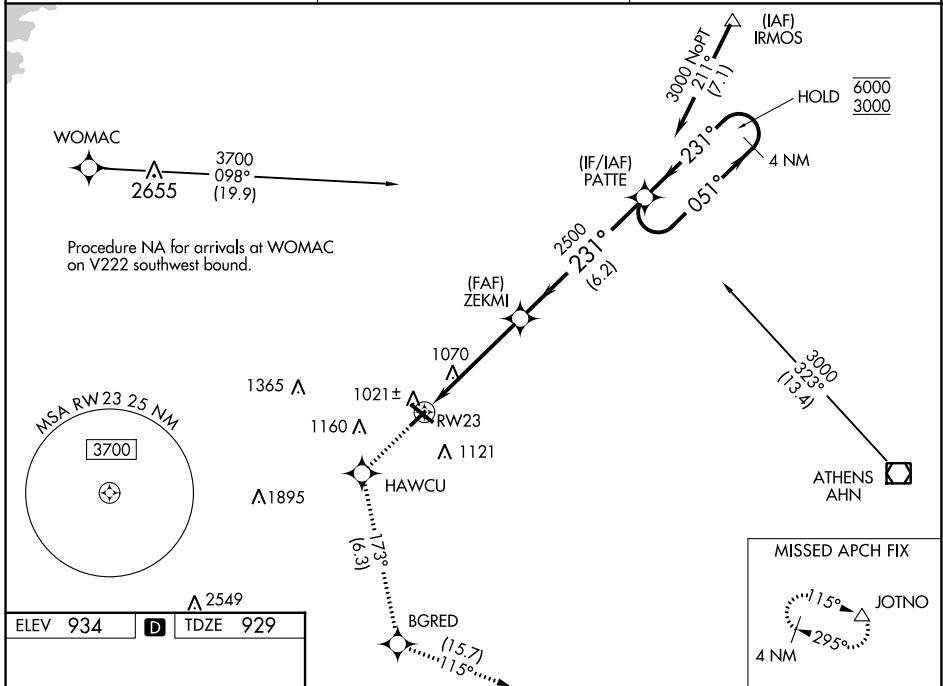 (IAF)
IRMOS
3000 NoPT
211°
(7.1)
HOLD
6000
3000
4 NM
231°
051°
(IF/IAF)
PATTE
WOMAC
3700
098°
(19.9)
2655
Procedure NA for arrivals at WOMAC
on V222 southwest bound.
2500
231°
(6.2)
(FAF)
ZEKMI
3000
323°
(13.4)
ATHENS
AHN
1070
1365
1021±
RW23
1160
1121
HAWCU
1895
MSA RW23 25 NM
3700
173°
(6.3)
2549
BGRED
(15.7)
115°
MISSED APCH FIX
115°
JOTNO
295°
4 NM
ELEV 934 D TDZE 929